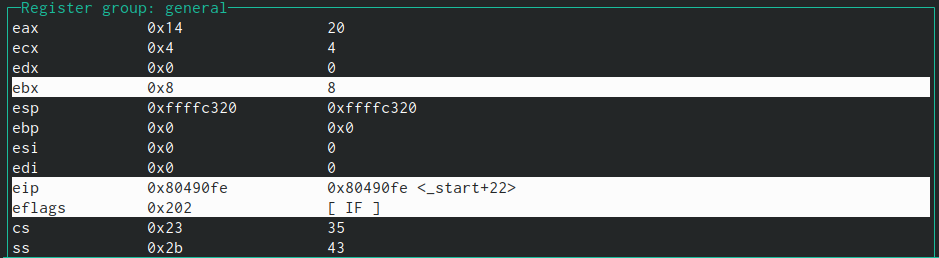 Register group: general
eax 0x14 20
ecx 0x4 4
edx 0x0 0
ebx 0x8 8
esp 0xffffc320 0xffffc320
ebp 0x0 0x0
esi 0x0 0
edi 0x0 0
eip 0x80490fe 0x80490fe <_start+22>
eflags 0x202 [ IF ]
cs 0x23 35
ss 0x2b 43